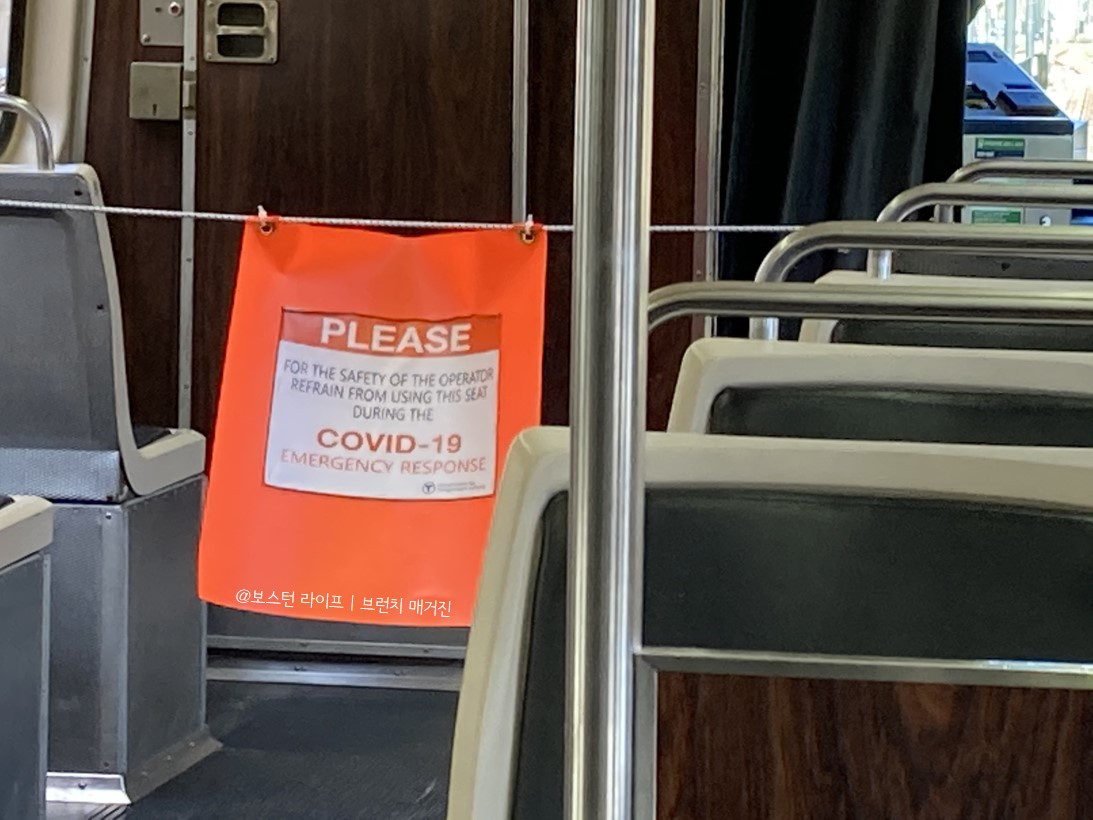 PLEASE
FOR THE SAFETY OF THE OPERATOR
REFRAIN FROM USING THIS SEAT
DURING THE
COVID-19
EMERGENCY RESPONSE
@보스턴 라이프 | 브런치 매거진